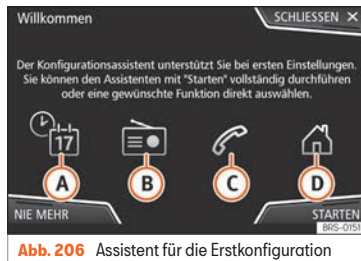 Willkommen
SCHLIESSEN ×
Der Konfigurationsassistent unterstützt Sie bei ersten Einstellungen.
Sie können den Assistenten mit "Starten" vollständig durchführen
oder eine gewünschte Funktion direkt auswählen.
17
A B C D
NIE MEHR
STARTEN
BRS-0151
Abb. 206 Assistent für die Erstkonfiguration